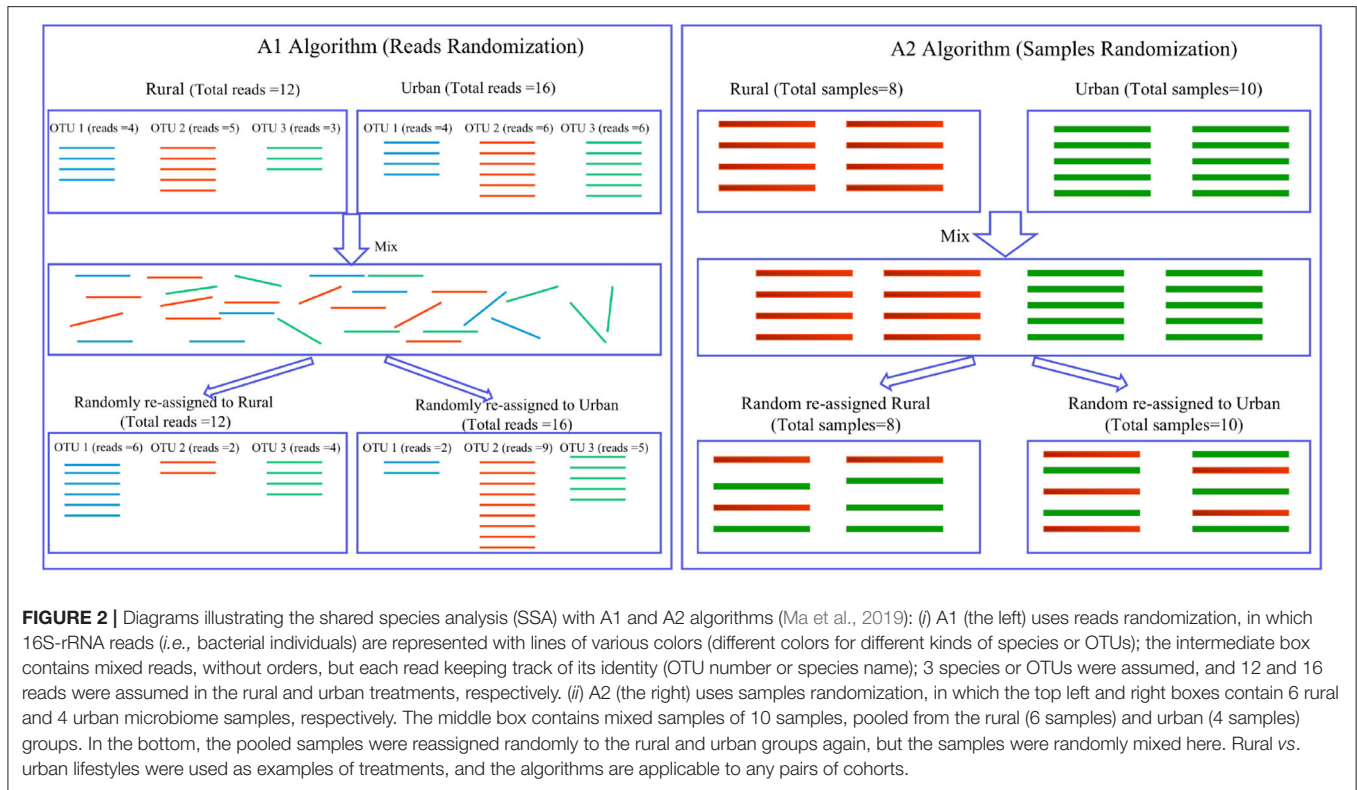 A1 Algorithm (Reads Randomization)
Rural (Total reads =12)
Urban (Total reads =16)
OTU 1 (reads =4) OTU 2 (reads =5) OTU 3 (reads =3)
OTU 1 (reads =4) OTU 2 (reads =6) OTU 3 (reads =6)
Mix
Randomly re-assigned to Rural
(Total reads =12)
Randomly re-assigned to Urban
(Total reads =16)
OTU 1 (reads =6) OTU 2 (reads =2) OTU 3 (reads =4)
OTU 1 (reads =2) OTU 2 (reads =9) OTU 3 (reads =5)
A2 Algorithm (Samples Randomization)
Rural (Total samples=8)
Urban (Total samples=10)
Mix
Random re-assigned Rural
(Total samples=8)
Random re-assigned to Urban
(Total samples=10)
FIGURE 2 | Diagrams illustrating the shared species analysis (SSA) with A1 and A2 algorithms (Ma et al., 2019): (i) A1 (the left) uses reads randomization, in which
16S-rRNA reads (i.e., bacterial individuals) are represented with lines of various colors (different colors for different kinds of species or OTUs); the intermediate box
contains mixed reads, without orders, but each read keeping track of its identity (OTU number or species name); 3 species or OTUs were assumed, and 12 and 16
reads were assumed in the rural and urban treatments, respectively. (ii) A2 (the right) uses samples randomization, in which the top left and right boxes contain 6 rural
and 4 urban microbiome samples, respectively. The middle box contains mixed samples of 10 samples, pooled from the rural (6 samples) and urban (4 samples)
groups. In the bottom, the pooled samples were reassigned randomly to the rural and urban groups again, but the samples were randomly mixed here. Rural vs.
urban lifestyles were used as examples of treatments, and the algorithms are applicable to any pairs of cohorts.